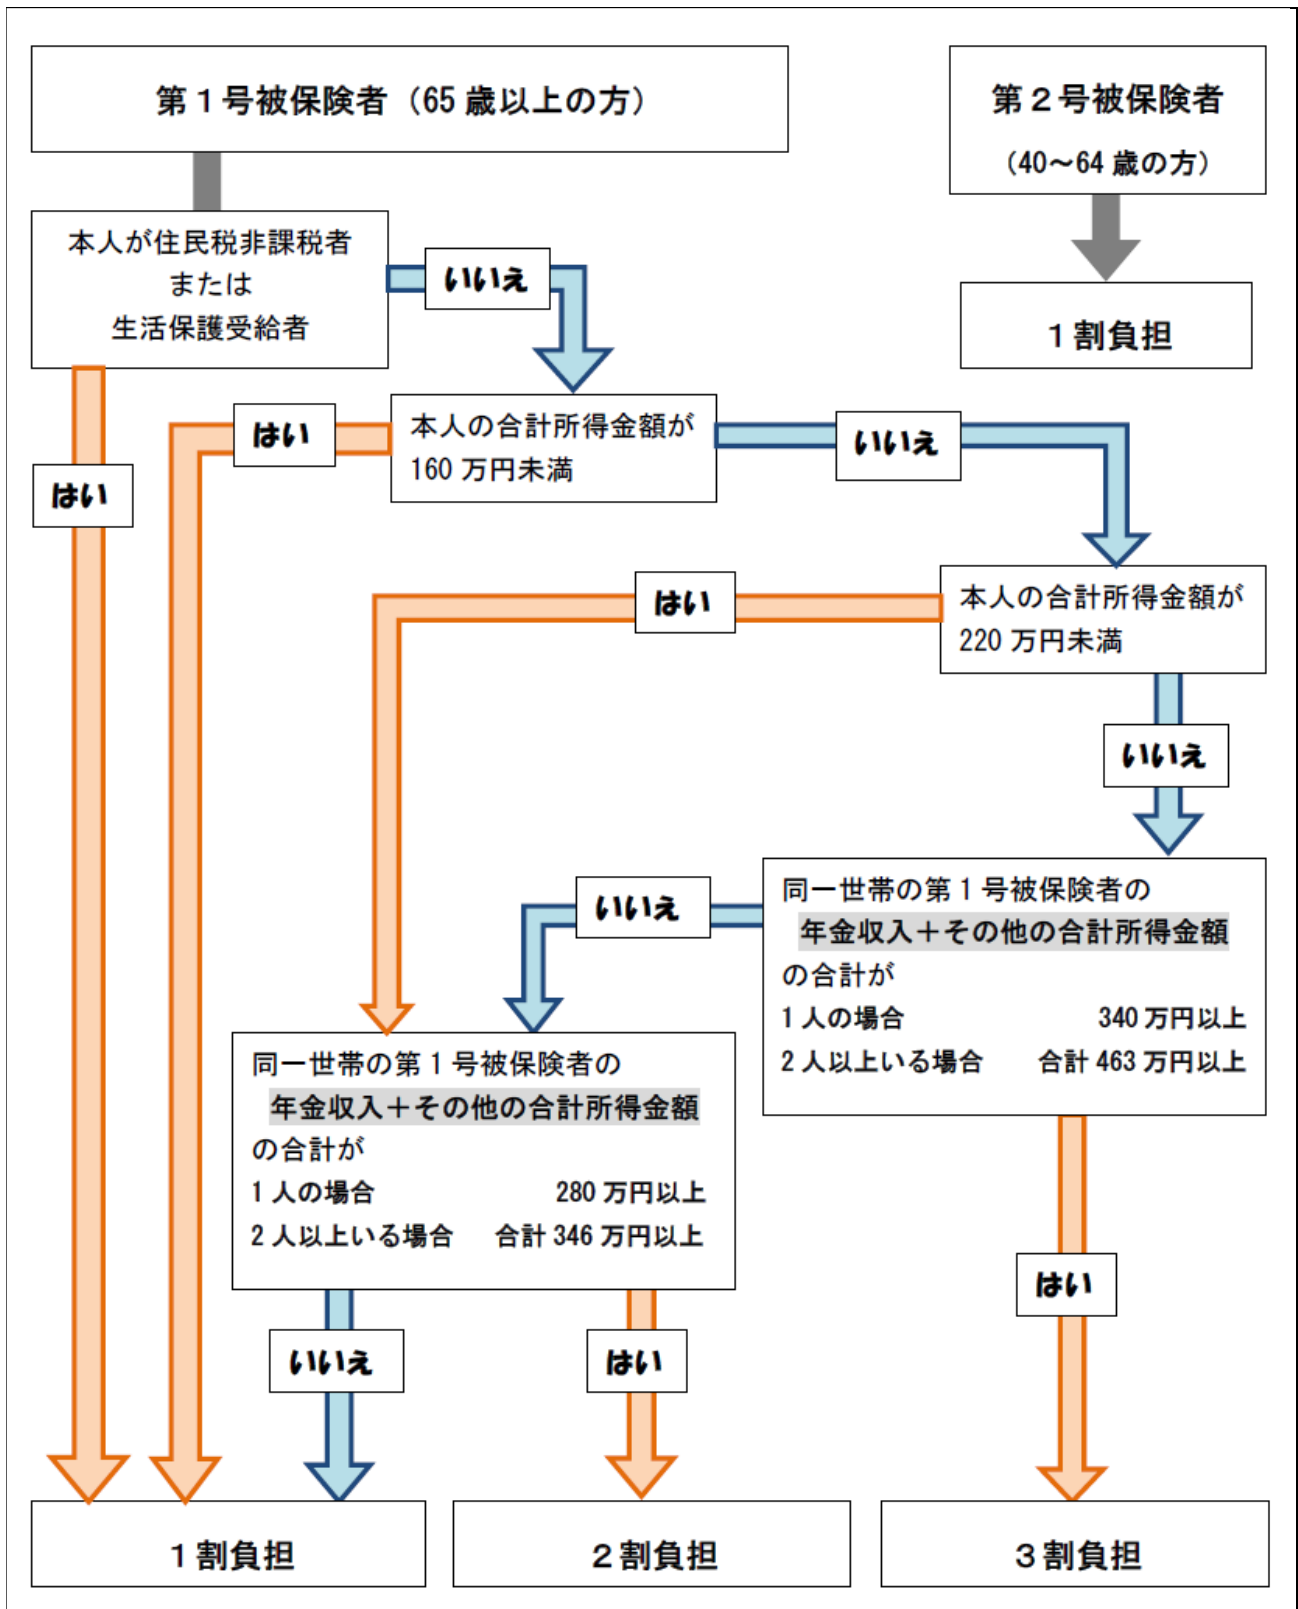 第１号被保険者（65 歳以上の方）
第２号被保険者
（40～64 歳の方）
本人が住民税非課税者
または
生活保護受給者
いいえ
１割負担
はい
本人の合計所得金額が
160 万円未満
いいえ
はい
はい
本人の合計所得金額が
220 万円未満
いいえ
いいえ
同一世帯の第１号被保険者の
年金収入＋その他の合計所得金額
の合計が
1 人の場合 340 万円以上
2 人以上いる場合 合計 463 万円以上
同一世帯の第１号被保険者の
年金収入＋その他の合計所得金額
の合計が
1 人の場合 280 万円以上
2 人以上いる場合 合計 346 万円以上
はい
いいえ
はい
１割負担
２割負担
３割負担